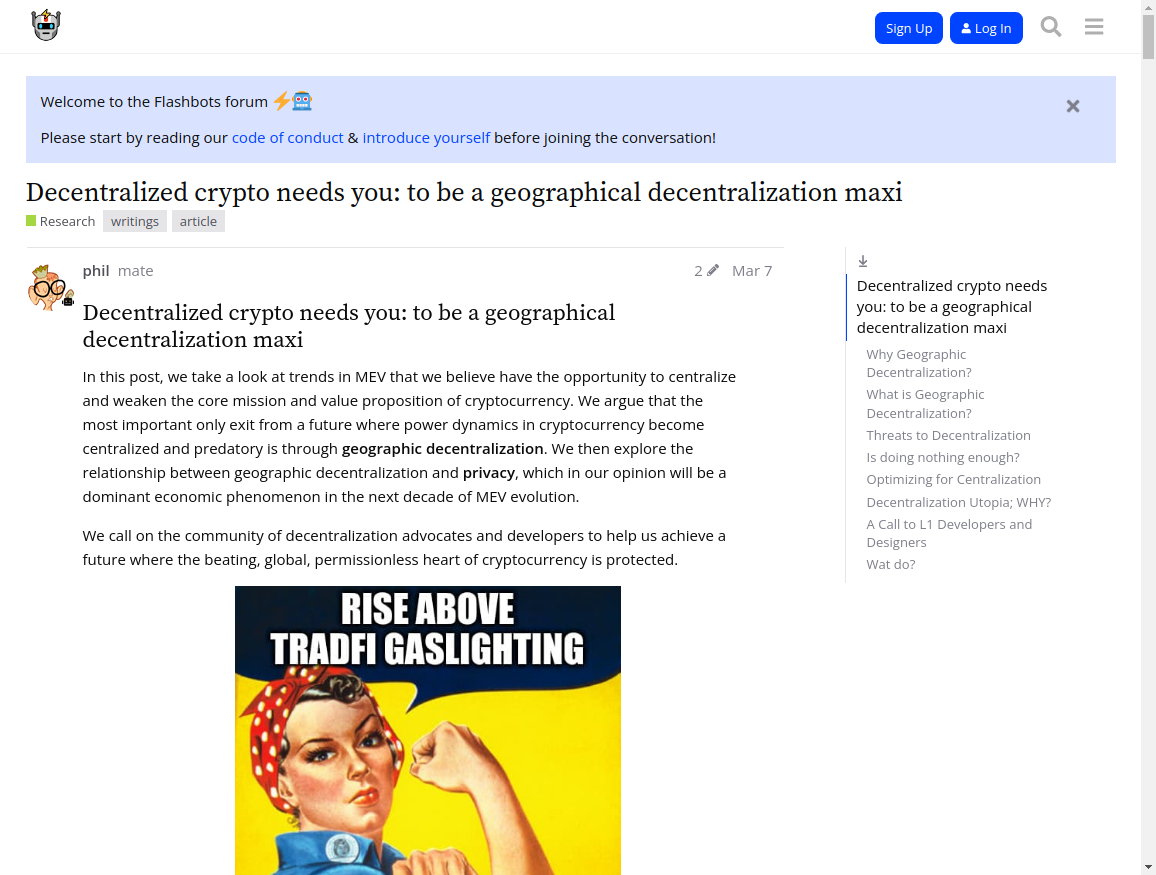 Sign Up
Log In
Welcome to the Flashbots forum
Please start by reading our code of conduct & introduce yourself before joining the conversation!
Decentralized crypto needs you: to be a geographical decentralization maxi
Research writings article
phil mate 2 Mar 7
Decentralized crypto needs you: to be a geographical
decentralization maxi
In this post, we take a look at trends in MEV that we believe have the opportunity to centralize
and weaken the core mission and value proposition of cryptocurrency. We argue that the
most important only exit from a future where power dynamics in cryptocurrency become
centralized and predatory is through geographic decentralization. We then explore the
relationship between geographic decentralization and privacy, which in our opinion will be a
dominant economic phenomenon in the next decade of MEV evolution.
We call on the community of decentralization advocates and developers to help us achieve a
future where the beating, global, permissionless heart of cryptocurrency is protected.
RISE ABOVE
TRADFI GASLIGHTING
Decentralized crypto needs
you: to be a geographical
decentralization maxi
Why Geographic
Decentralization?
What is Geographic
Decentralization?
Threats to Decentralization
Is doing nothing enough?
Optimizing for Centralization
Decentralization Utopia; WHY?
A Call to L1 Developers and
Designers
Wat do?